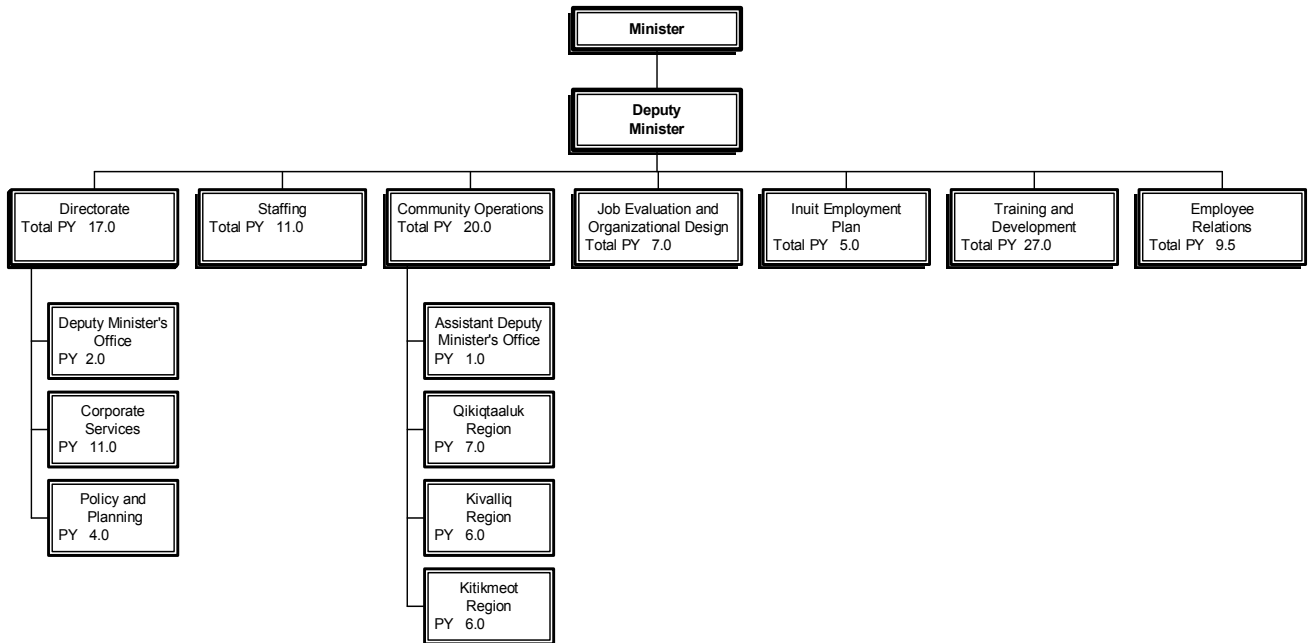 Minister
Deputy
Minister
Directorate
Total PY 17.0
Staffing
Total PY 11.0
Community Operations
Total PY 20.0
Job Evaluation and
Organizational Design
Total PY 7.0
Inuit Employment
Plan
Total PY 5.0
Training and
Development
Total PY 27.0
Employee
Relations
Total PY 9.5
Deputy Minister's
Office
PY 2.0
Corporate
Services
PY 11.0
Policy and
Planning
PY 4.0
Assistant Deputy
Minister's Office
PY 1.0
Qikiqtaaluk
Region
PY 7.0
Kivalliq
Region
PY 6.0
Kitikmeot
Region
PY 6.0